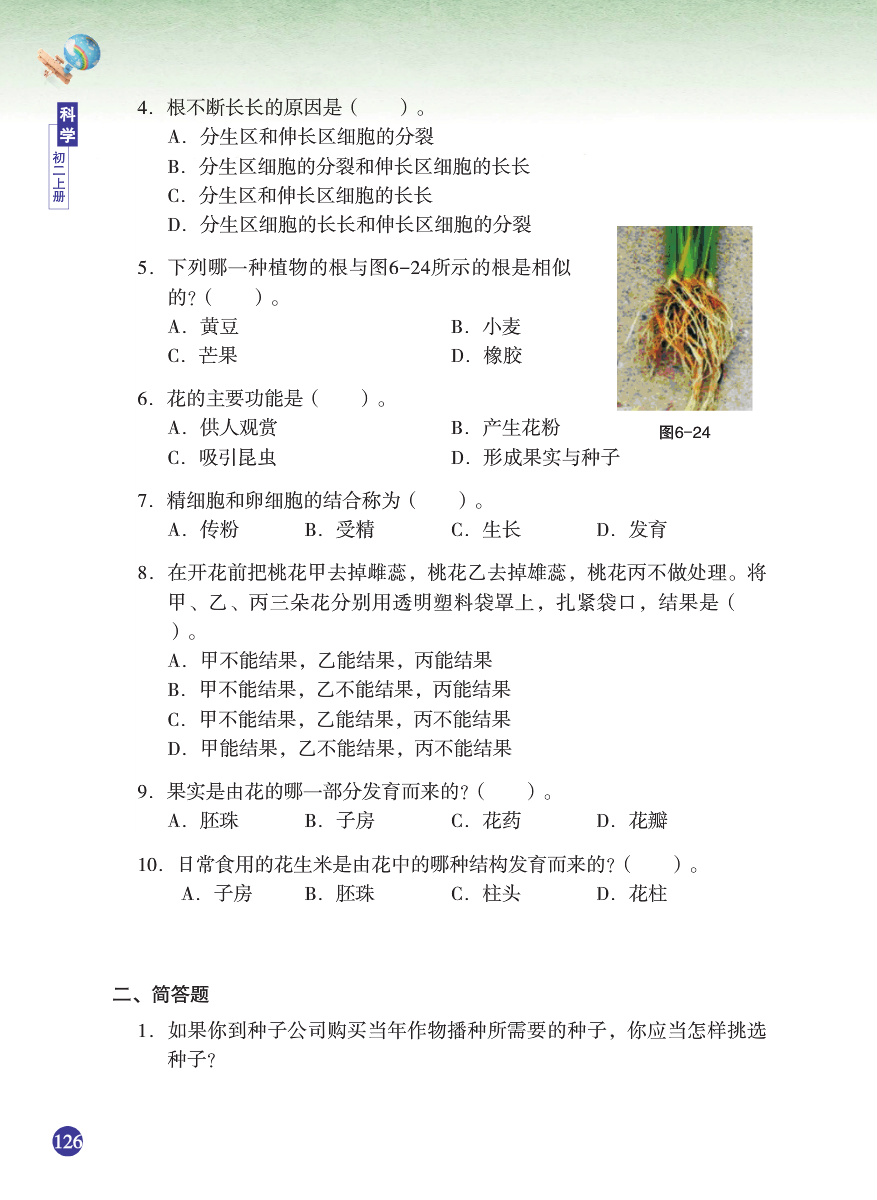 科学
初二上册
4. 根不断长长的原因是（　　）。
A. 分生区和伸长区细胞的分裂
B. 分生区细胞的分裂和伸长区细胞的长长
C. 分生区和伸长区细胞的长长
D. 分生区细胞的长长和伸长区细胞的分裂
5. 下列哪一种植物的根与图6-24所示的根是相似
的?（　　）。
A. 黄豆　B. 小麦
C. 芒果　D. 橡胶
6. 花的主要功能是（　　）。
A. 供人观赏　B. 产生花粉
图6-24
C. 吸引昆虫　D. 形成果实与种子
7. 精细胞和卵细胞的结合称为（　　）。
A. 传粉　B. 受精　C. 生长　D. 发育
8. 在开花前把桃花甲去掉雌蕊，桃花乙去掉雄蕊，桃花丙不做处理。将
甲、乙、丙三朵花分别用透明塑料袋罩上，扎紧袋口，结果是（
）。
A. 甲不能结果，乙能结果，丙能结果
B. 甲不能结果，乙不能结果，丙能结果
C. 甲不能结果，乙能结果，丙不能结果
D. 甲能结果，乙不能结果，丙不能结果
9. 果实是由花的哪一部分发育而来的?（　　）。
A. 胚珠　B. 子房　C. 花药　D. 花瓣
10. 日常食用的花生米是由花中的哪种结构发育而来的?（　　）。
A. 子房　B. 胚珠　C. 柱头　D. 花柱
二、简答题
1. 如果你到种子公司购买当年作物播种所需要的种子，你应当怎样挑选
种子?
126